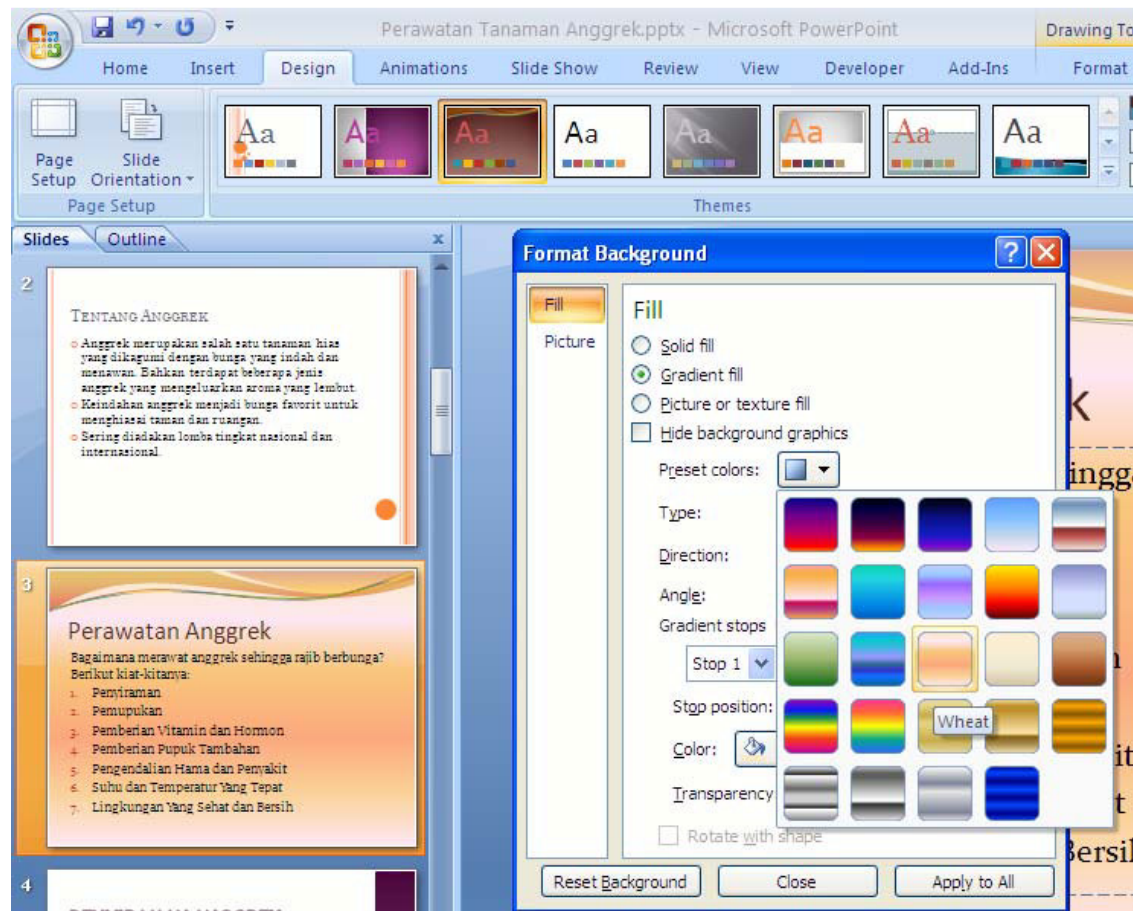 Perawatan Tanaman Anggrek.pptx - Microsoft PowerPoint
Drawing To
Home Insert Design Animations Slide Show Review View Developer Add-Ins Format
Page Setup
Slide Orientation
Aa Aa Aa Aa Aa Aa Aa Aa
Page Setup
Themes
Slides Outline
2
TENTANG ANGGREK
Anggrek merupakan salah satu tanaman hias
yang dikagumi dengan bunga yang indah dan
menawan. Bahkan terdapat beberapa jenis
anggrek yang mengeluarkan aroma yang lembut.
Keindahan anggrek menjadi bunga favorit untuk
menghiasai taman dan ruangan.
Sering diadakan lomba tingkat nasional dan
internasional.
3
Perawatan Anggrek
Bagaimana merawat anggrek sehingga rajib berbunga?
Berikut kiat-kitanya:
1. Penyiraman
2. Pemupukan
3. Pemberian Vitamin dan Hormon
4. Pemberian Pupuk Tambahan
5. Pengendalian Hama dan Penyakit
6. Suhu dan Temperatur Yang Tepat
7. Lingkungan Yang Sehat dan Bersih
4
Format Background
Fill
Picture
Fill
Solid fill
Gradient fill
Picture or texture fill
Hide background graphics
Preset colors:
Type:
Direction:
Angle:
Gradient stops
Stop 1
Stop position:
Wheat
Color:
Transparency
Rotate with shape
Reset Background Close Apply to All
k
ingg
it
t
Bersil